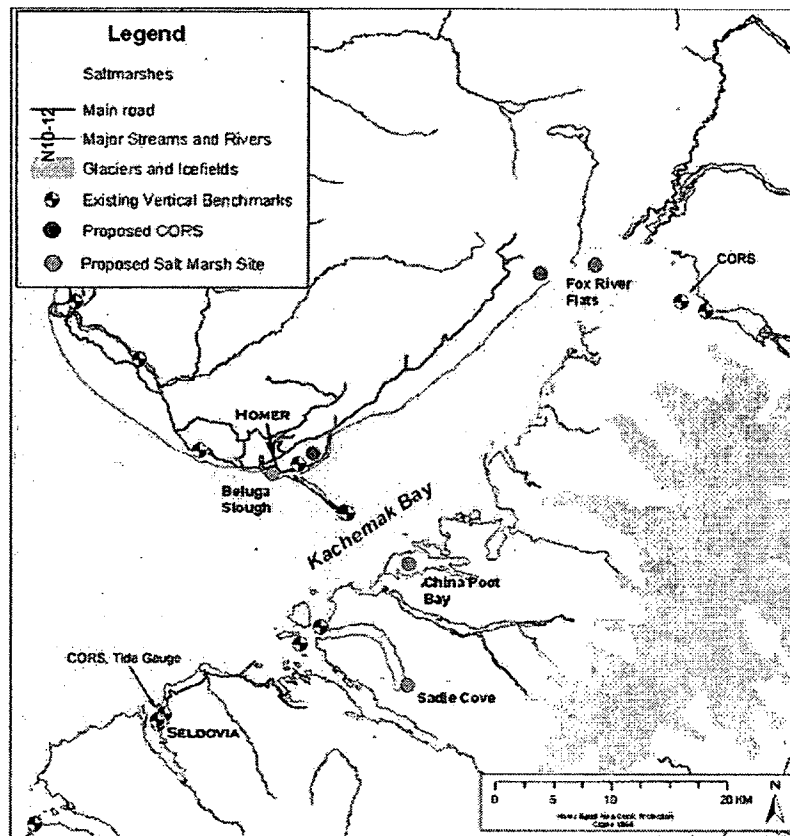 Legend
Saltmarshes
Main road
N10-12
Major Streams and Rivers
Glaciers and Icefields
Existing Vertical Benchmarks
Proposed CORS
Proposed Salt Marsh Site
CORS
Fox River
Flats
HOMER
Beluga
Slough
Kachemak Bay
China Poot
Bay
CORS, Tida Gauge
Sadie Cove
SELDOVIA
N
0 5 10 20 KM